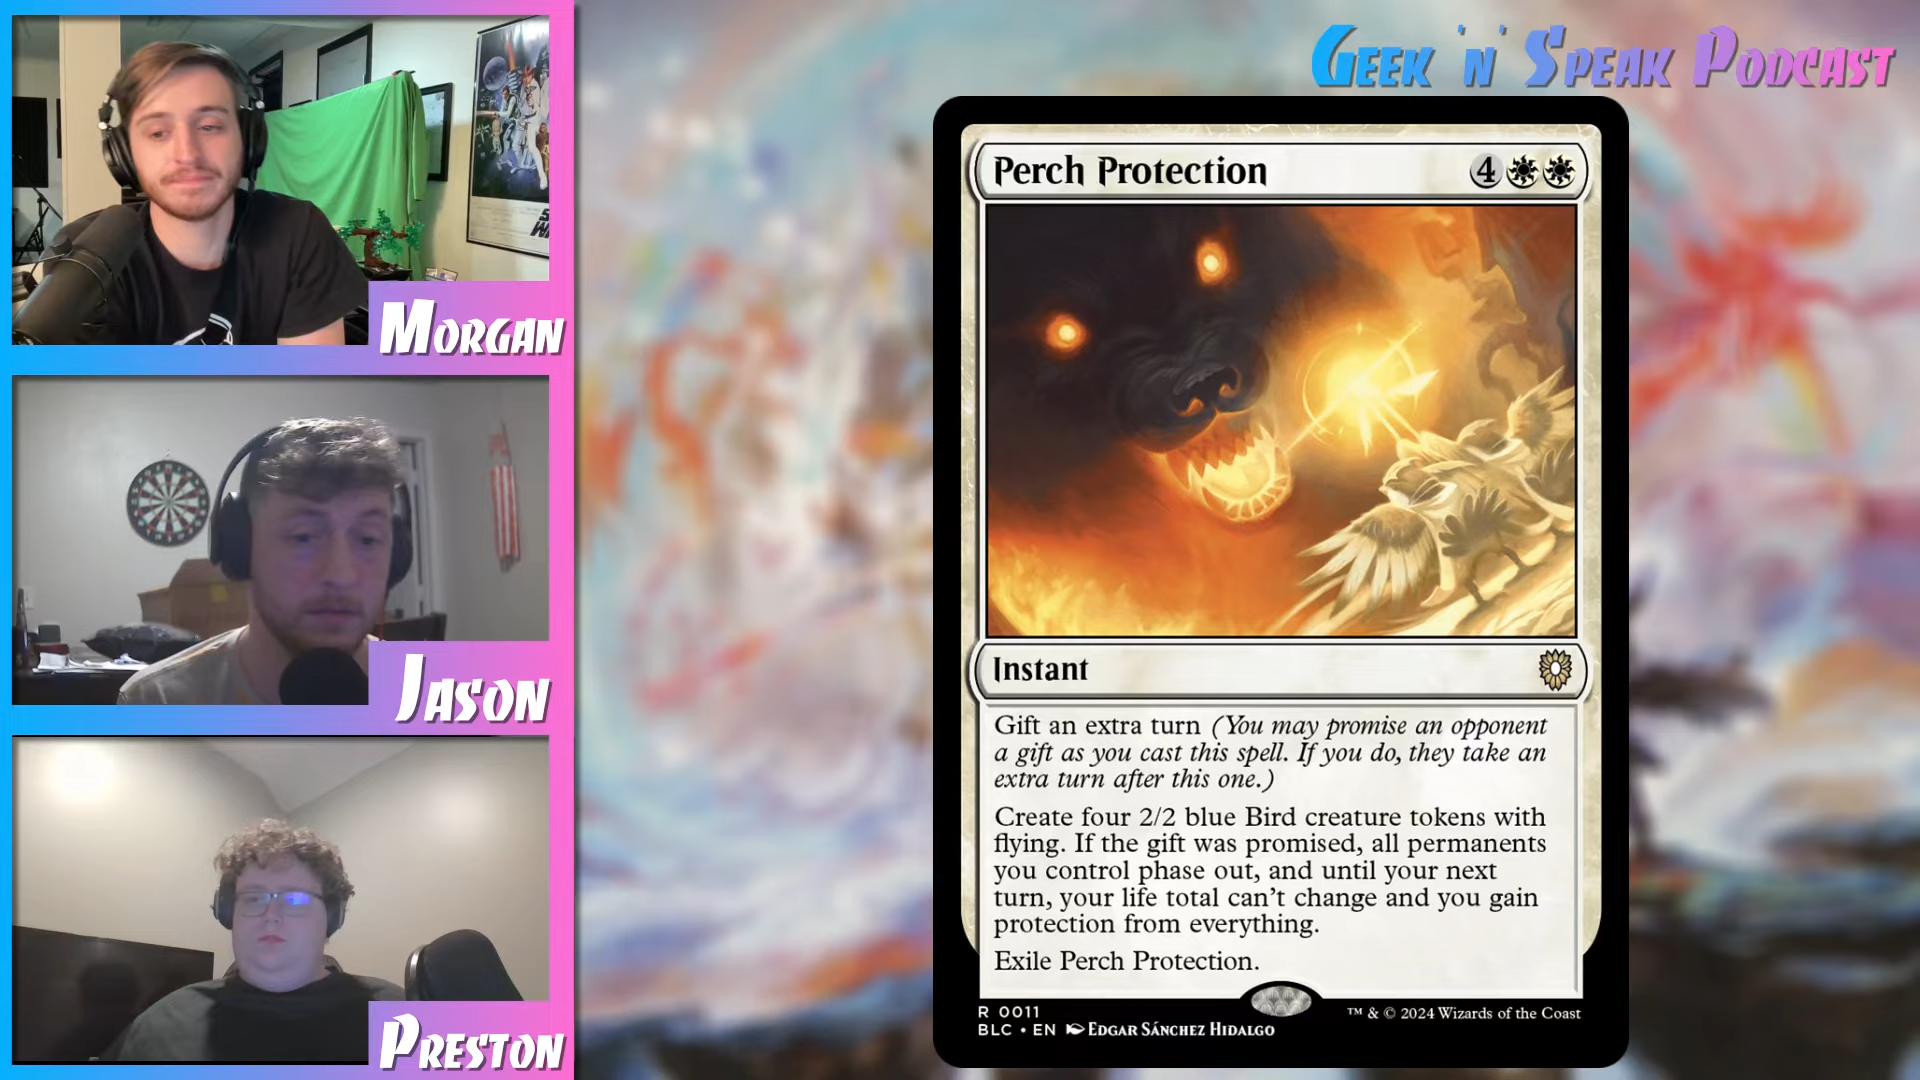 GEEK 'N' SPEAK PODCAST
MORGAN
JASON
PRESTON
Perch Protection 4
Instant
Gift an extra turn (You may promise an opponent
a gift as you cast this spell. If you do, they take an
extra turn after this one.)
Create four 2/2 blue Bird creature tokens with
flying. If the gift was promised, all permanents
you control phase out, and until your next
turn, your life total can't change and you gain
protection from everything.
Exile Perch Protection.
R 0011
BLC • EN EDGAR SÁNCHEZ HIDALGO
™ & © 2024 Wizards of the Coast